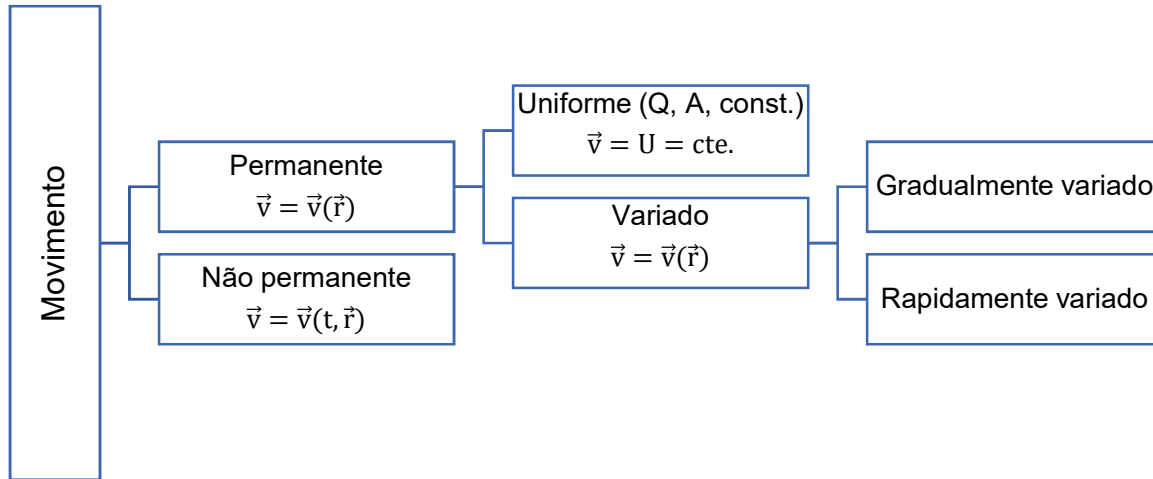 Movimento
Permanente
v⃗ = v⃗(r⃗)
Não permanente
v⃗ = v⃗(t, r⃗)
Uniforme (Q, A, const.)
v⃗ = U = cte.
Variado
v⃗ = v⃗(r⃗)
Gradualmente variado
Rapidamente variado